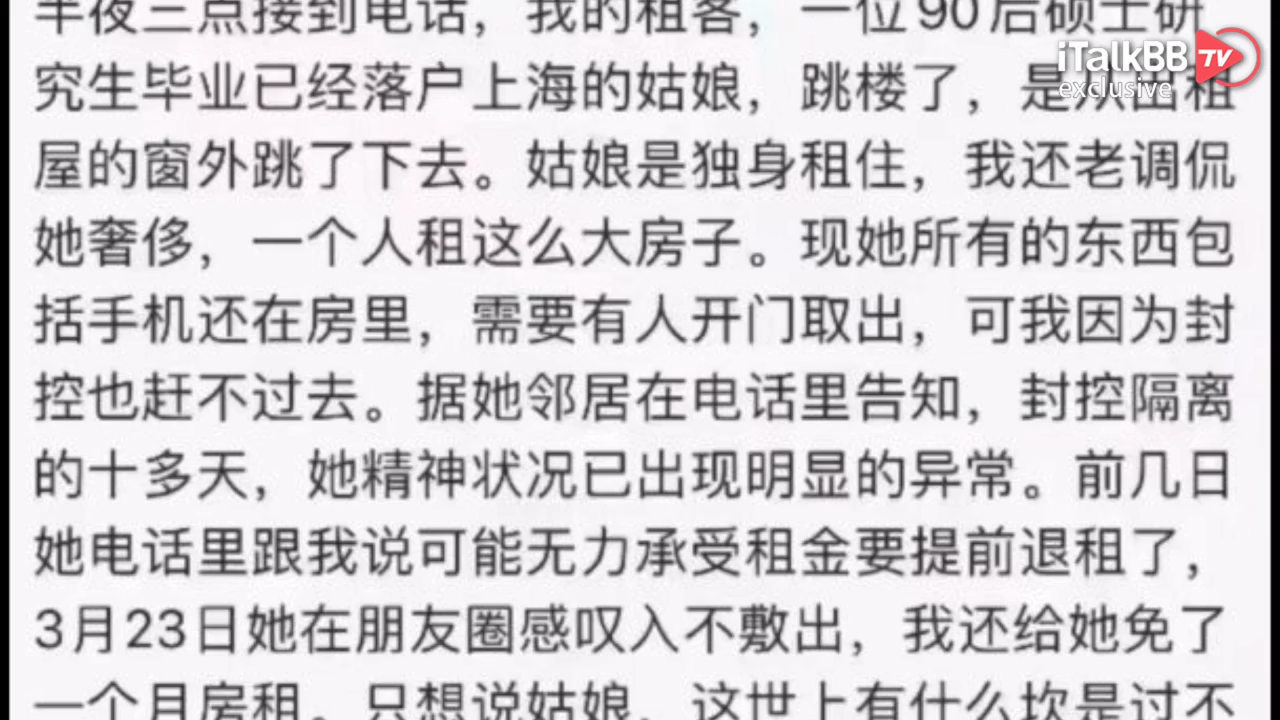 半夜三点接到电话，我的租客，一位90后硕士研
究生毕业已经落户上海的姑娘，跳楼了，是从出租
屋的窗外跳了下去。姑娘是独身租住，我还老调侃
她奢侈，一个人租这么大房子。现她所有的东西包
括手机还在房里，需要有人开门取出，可我因为封
控也赶不过去。据她邻居在电话里告知，封控隔离
的十多天，她精神状况已出现明显的异常。前几日
她电话里跟我说可能无力承受租金要提前退租了，
3月23日她在朋友圈感叹入不敷出，我还给她免了
一个月房租。只想说姑娘，这世上有什么坎是过不
iTalkBB TV
exclusive